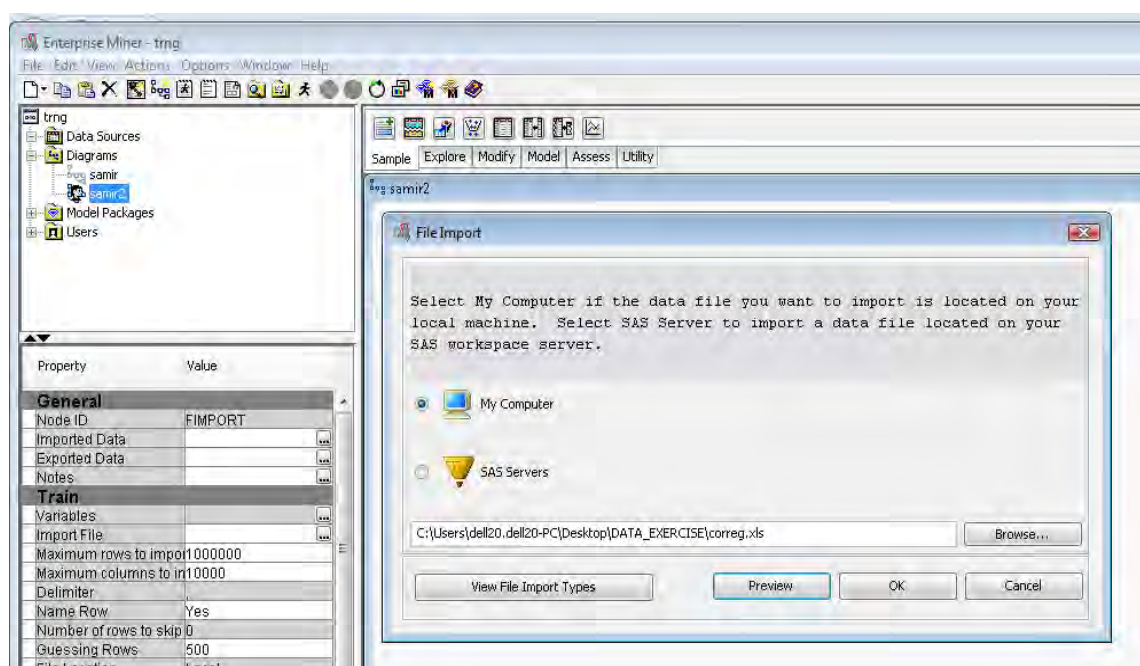 Enterprise Miner - trng
File Edit View Actions Options Window Help
trng
Data Sources
Diagrams
samir
samir2
Model Packages
Users
Property Value
General
Node ID FIMPORT
Imported Data
Exported Data
Notes
Train
Variables
Import File
Maximum rows to impor 1000000
Maximum columns to in 10000
Delimiter ,
Name Row Yes
Number of rows to skip 0
Guessing Rows 500
Sample Explore Modify Model Assess Utility
samir2
File Import
Select My Computer if the data file you want to import is located on your
local machine. Select SAS Server to import a data file located on your
SAS workspace server.
My Computer
SAS Servers
C:\Users\dell20.dell20-PC\Desktop\DATA_EXERCISE\correg.xls
Browse...
View File Import Types Preview OK Cancel